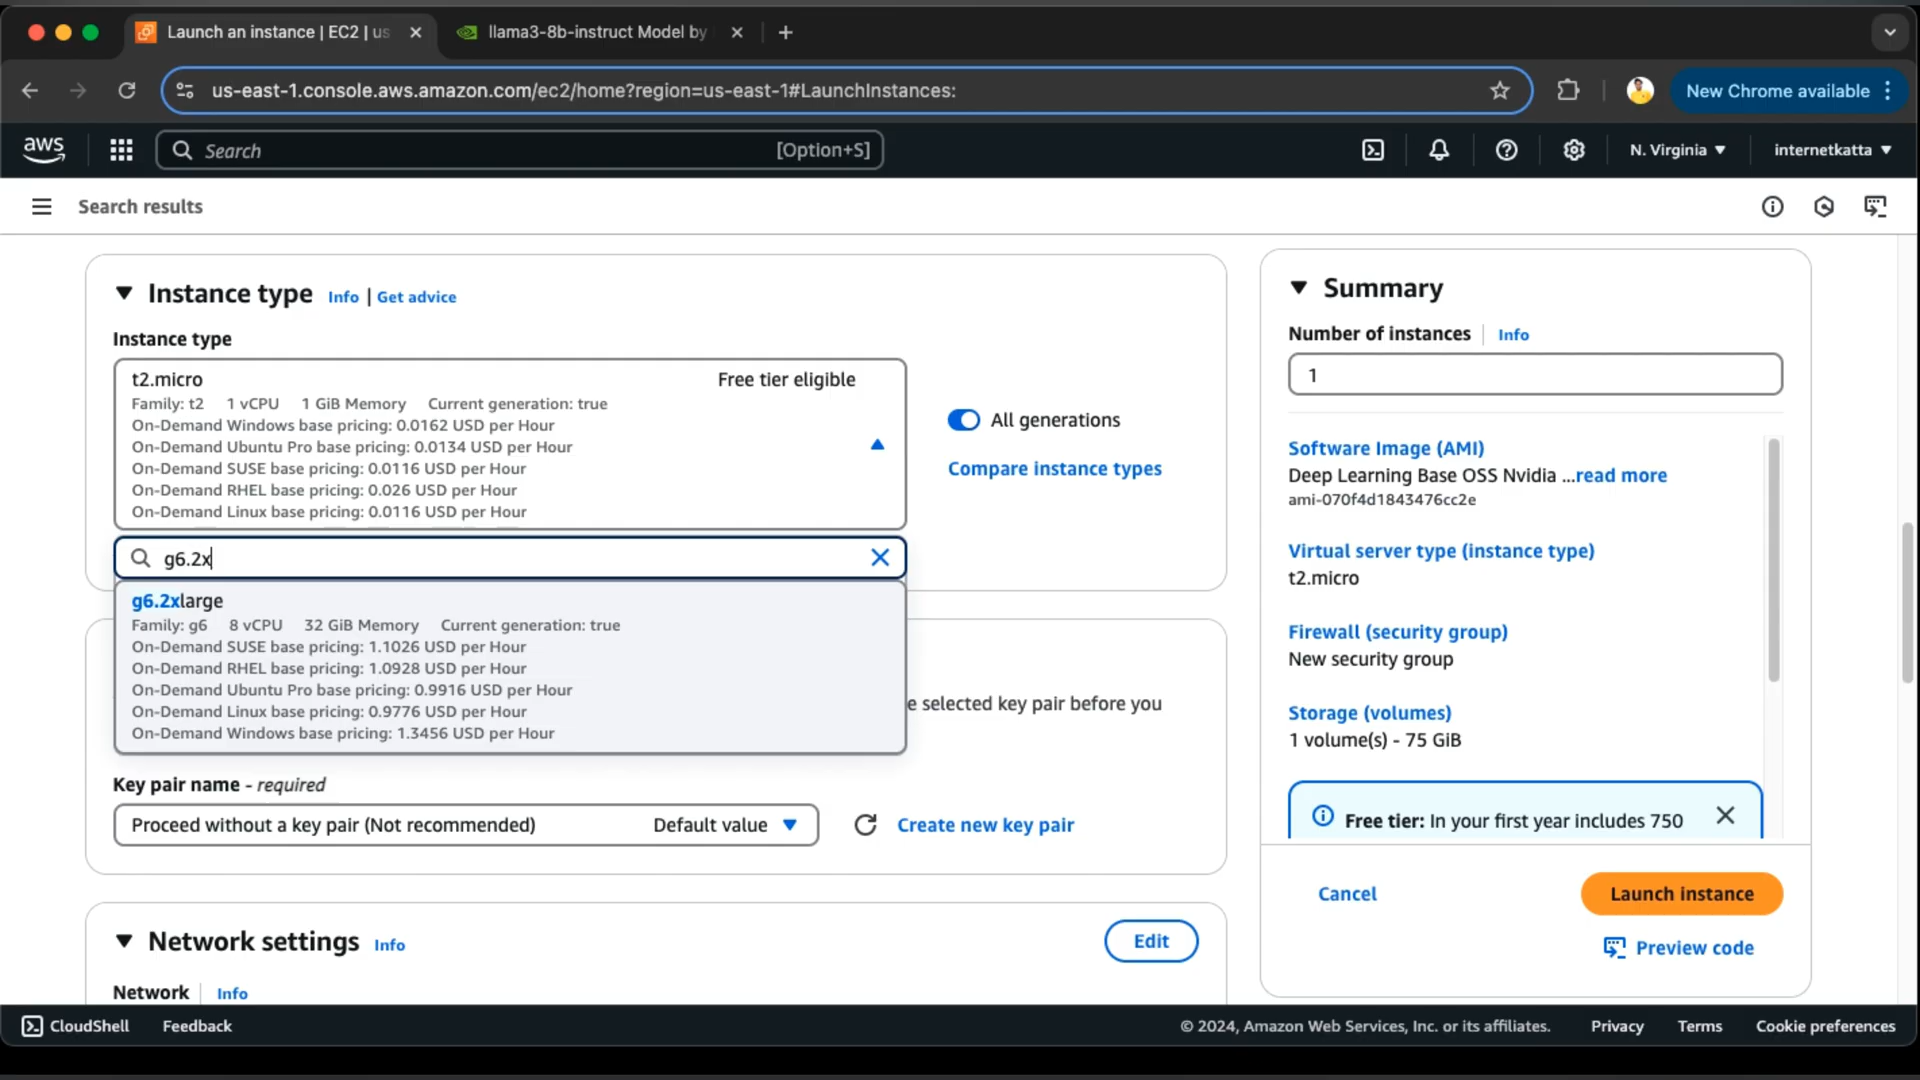 Launch an instance | EC2 | us
llama3-8b-instruct Model by
us-east-1.console.aws.amazon.com/ec2/home?region=us-east-1#LaunchInstances:
New Chrome available
aws
Search
[Option+S]
N. Virginia
internetkatta
Search results
Instance type Info | Get advice
Instance type
t2.micro Free tier eligible
Family: t2 1 vCPU 1 GiB Memory Current generation: true
On-Demand Windows base pricing: 0.0162 USD per Hour
On-Demand Ubuntu Pro base pricing: 0.0134 USD per Hour
On-Demand SUSE base pricing: 0.0116 USD per Hour
On-Demand RHEL base pricing: 0.026 USD per Hour
On-Demand Linux base pricing: 0.0116 USD per Hour
All generations
Compare instance types
g6.2x
g6.2xlarge
Family: g6 8 vCPU 32 GiB Memory Current generation: true
On-Demand SUSE base pricing: 1.1026 USD per Hour
On-Demand RHEL base pricing: 1.0928 USD per Hour
On-Demand Ubuntu Pro base pricing: 0.9916 USD per Hour
On-Demand Linux base pricing: 0.9776 USD per Hour
On-Demand Windows base pricing: 1.3456 USD per Hour
e selected key pair before you
Key pair name - required
Proceed without a key pair (Not recommended) Default value
Create new key pair
Network settings Info
Edit
Network Info
Summary
Number of instances Info
1
Software Image (AMI)
Deep Learning Base OSS Nvidia ...read more
ami-070f4d1843476cc2e
Virtual server type (instance type)
t2.micro
Firewall (security group)
New security group
Storage (volumes)
1 volume(s) - 75 GiB
Free tier: In your first year includes 750
Cancel
Launch instance
Preview code
CloudShell
Feedback
© 2024, Amazon Web Services, Inc. or its affiliates.
Privacy
Terms
Cookie preferences